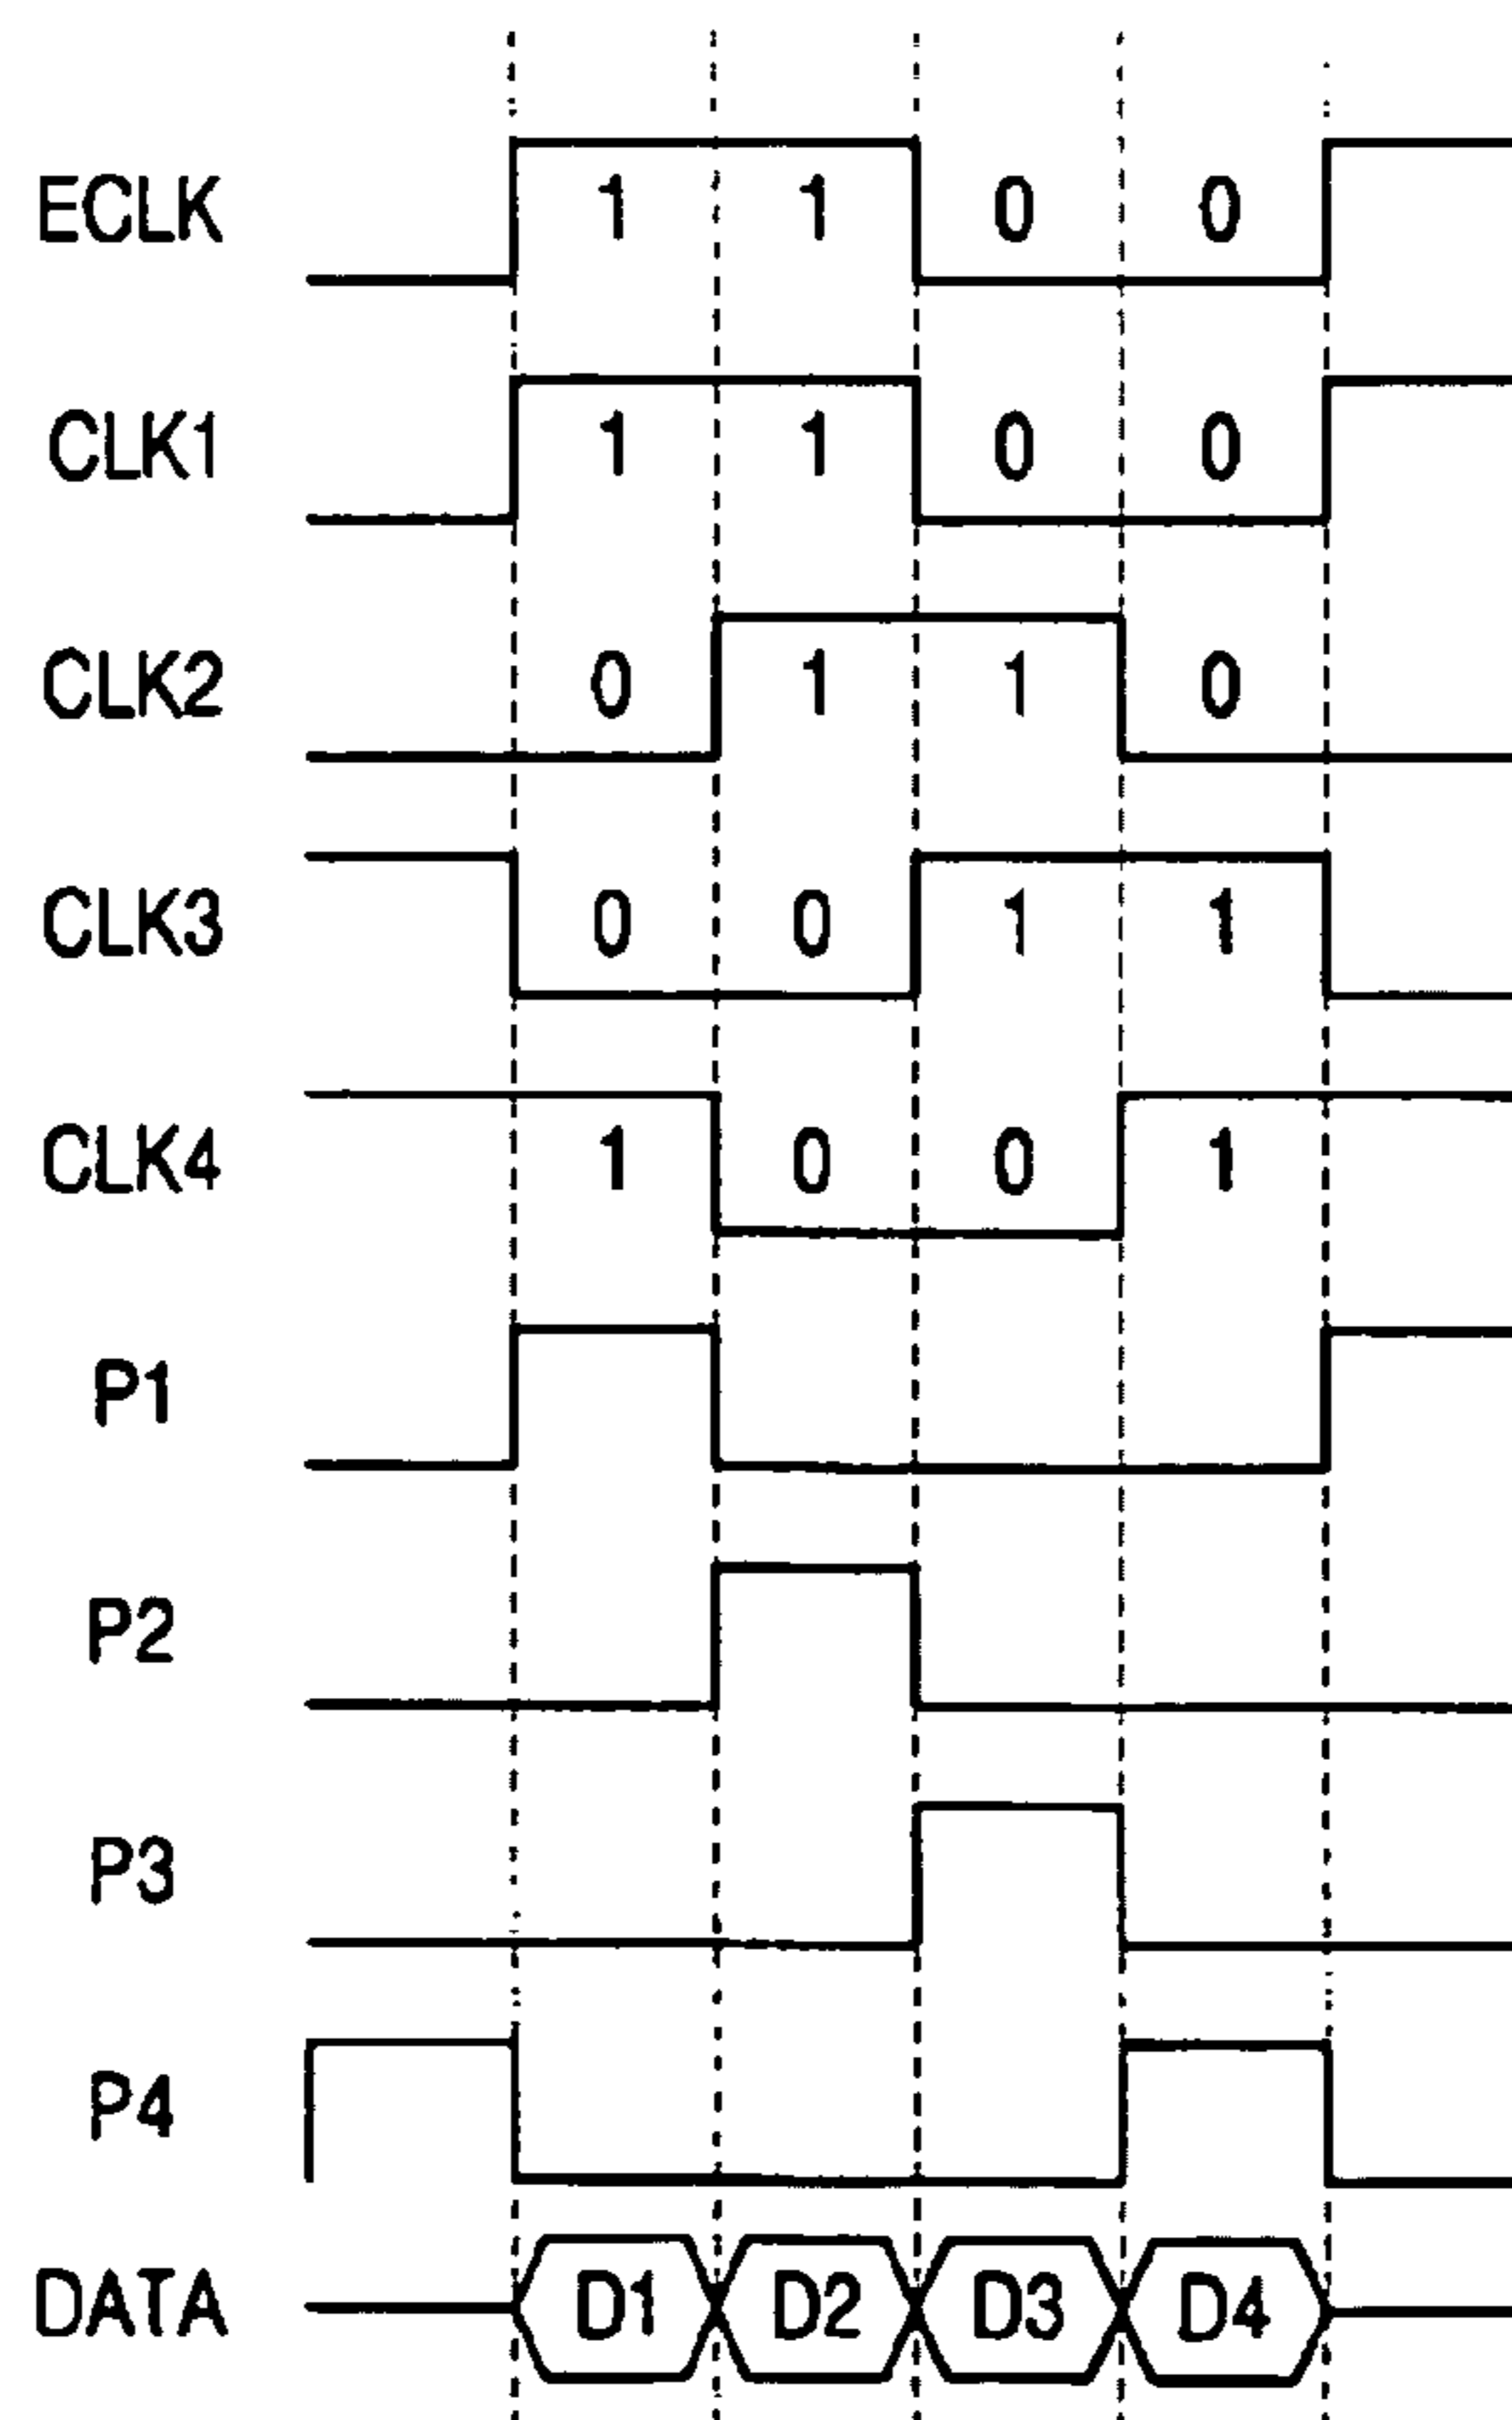 ECLK 1 1 0 0
CLK1 1 1 0 0
CLK2 0 1 1 0
CLK3 0 0 1 1
CLK4 1 0 0 1
P1
P2
P3
P4
DATA D1 D2 D3 D4